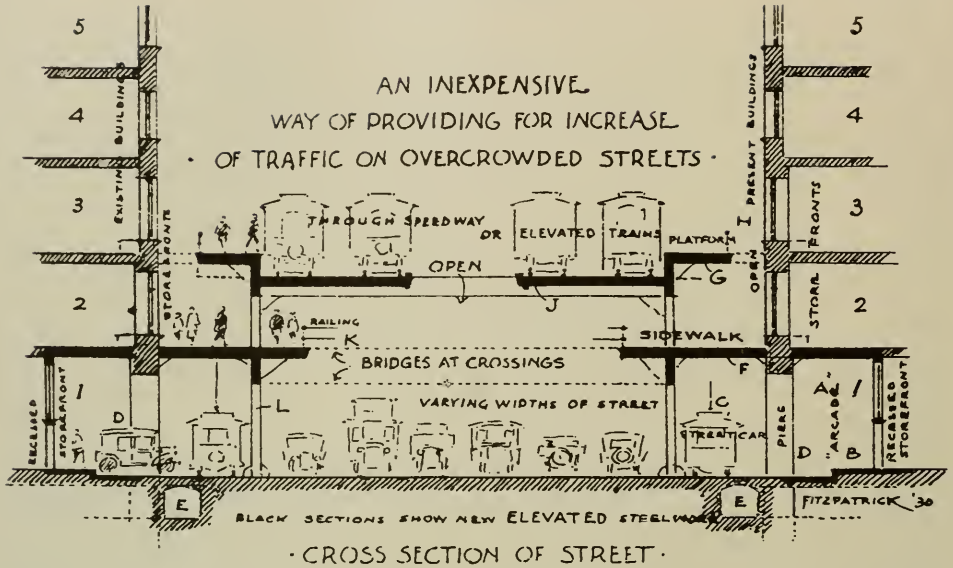 AN INEXPENSIVE
WAY OF PROVIDING FOR INCREASE
· OF TRAFFIC ON OVERCROWDED STREETS ·
5
5
4
4
3
3
2
2
1
1
EXISTING BUILDINGS
STORE FRONTS
OPEN
I
PRESENT BUILDINGS
STORE FRONTS
THROUGH SPEEDWAY
OR ELEVATED TRAINS
PLATFORM
OPEN
G
J
RAILING
K
SIDEWALK
BRIDGES AT CROSSINGS
F
L
VARYING WIDTHS OF STREET
C
STREET CAR
PIERS
RECESSED
STOREFRONT
D
D
A
"ARCADE"
B
RECESSED
STOREFRONT
E
E
FITZPATRICK '30
BLACK SECTIONS SHOW NEW ELEVATED STEELWORK
· CROSS SECTION OF STREET ·